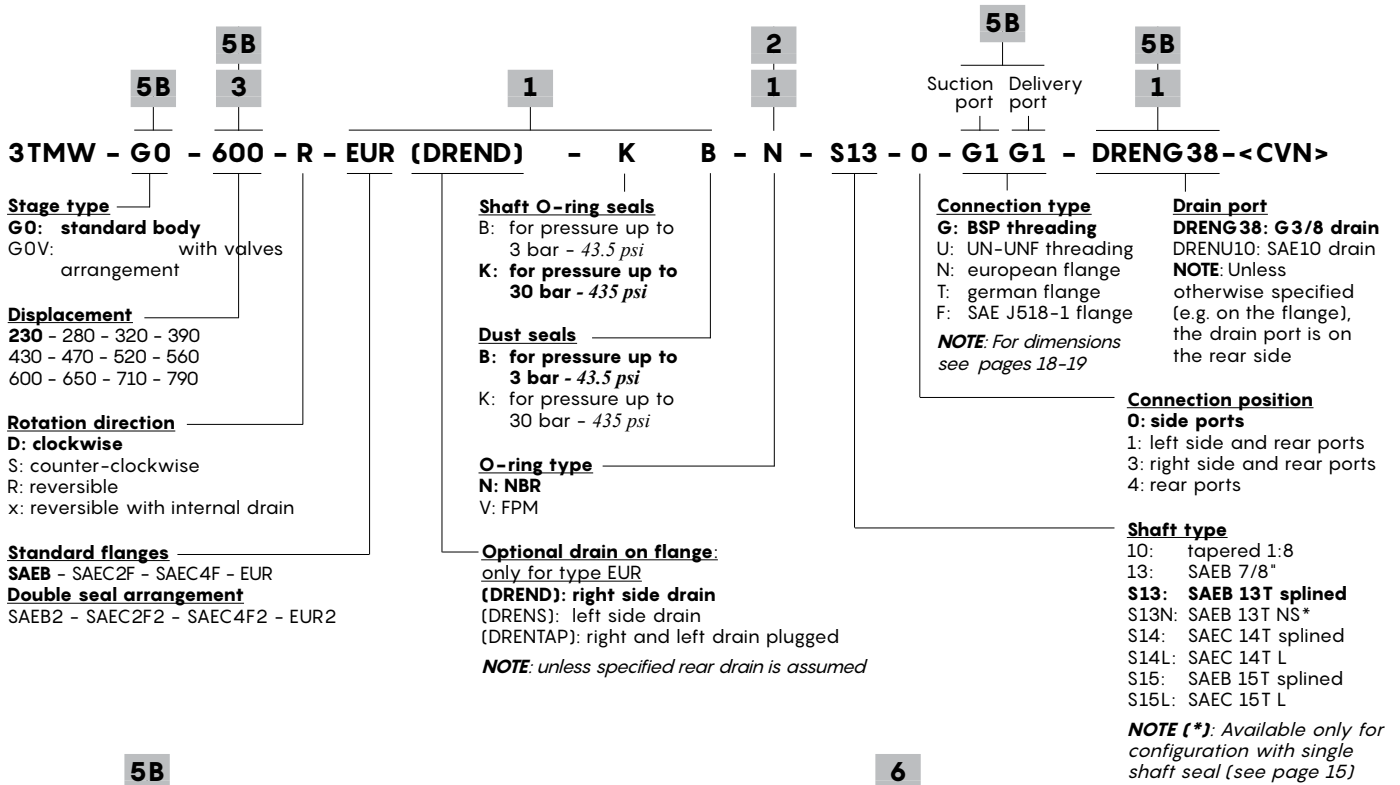 5B
5B
2
5B
5B
3
1
1
Suction port
Delivery port
5B
1
3TMW - G0 - 600 - R - EUR (DREND) - K B - N - S13 - 0 - G1 G1 - DRENG38-<CVN>
Stage type
G0: standard body
G0V: with valves
arrangement
Displacement
230 - 280 - 320 - 390
430 - 470 - 520 - 560
600 - 650 - 710 - 790
Rotation direction
D: clockwise
S: counter-clockwise
R: reversible
x: reversible with internal drain
Standard flanges
SAEB - SAEC2F - SAEC4F - EUR
Double seal arrangement
SAEB2 - SAEC2F2 - SAEC4F2 - EUR2
Shaft O-ring seals
B: for pressure up to
3 bar - 43.5 psi
K: for pressure up to
30 bar - 435 psi
Dust seals
B: for pressure up to
3 bar - 43.5 psi
K: for pressure up to
30 bar - 435 psi
O-ring type
N: NBR
V: FPM
Optional drain on flange:
only for type EUR
(DREND): right side drain
(DRENS): left side drain
(DRENTAP): right and left drain plugged
NOTE: unless specified rear drain is assumed
Connection type
G: BSP threading
U: UN-UNF threading
N: european flange
T: german flange
F: SAE J518-1 flange
NOTE: For dimensions
see pages 18-19
Drain port
DRENG38: G3/8 drain
DRENU10: SAE10 drain
NOTE: Unless
otherwise specified
(e.g. on the flange),
the drain port is on
the rear side
Connection position
0: side ports
1: left side and rear ports
3: right side and rear ports
4: rear ports
Shaft type
10: tapered 1:8
13: SAEB 7/8"
S13: SAEB 13T splined
S13N: SAEB 13T NS*
S14: SAEC 14T splined
S14L: SAEC 14T L
S15: SAEB 15T splined
S15L: SAEC 15T L
NOTE (*): Available only for
configuration with single
shaft seal (see page 15)
5B
6